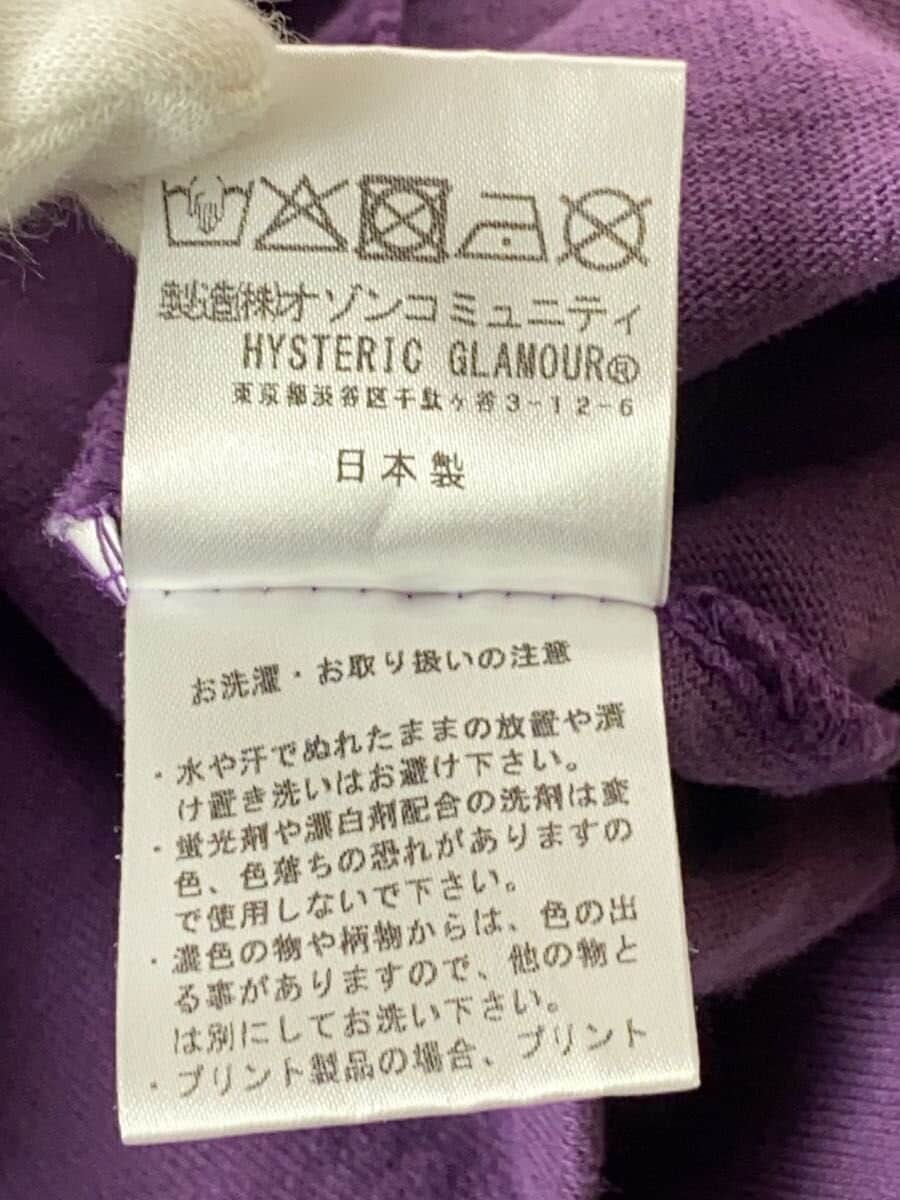 製造(株)オゾンコミュニティ
HYSTERIC GLAMOUR®
東京都渋谷区千駄ヶ谷3-12-6
日本製
お洗濯・お取り扱いの注意
・水や汗でぬれたままの放置や漬
け置き洗いはお避け下さい。
・蛍光剤や漂白剤配合の洗剤は変
色、色落ちの恐れがありますの
で使用しないで下さい。
・濃色の物や柄物からは、色の出
る事がありますので、他の物と
は別にしてお洗い下さい。
・プリント製品の場合、プリント